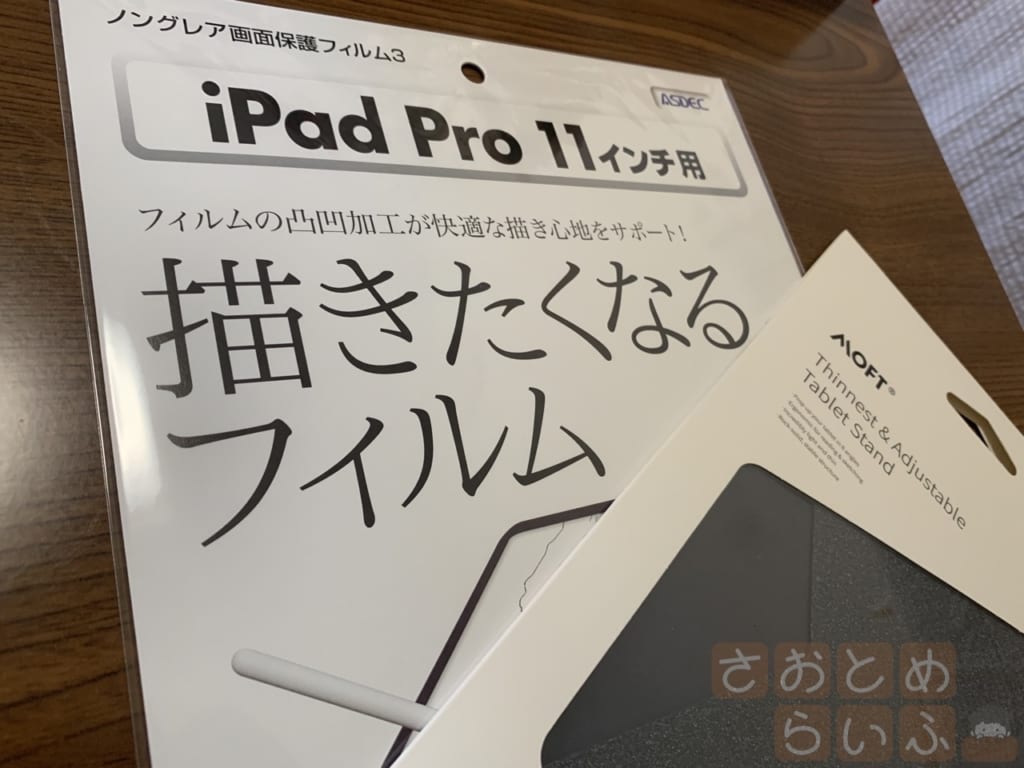 ノングレア画面保護フィルム3
ASDEC
iPad Pro 11インチ用
フィルムの凸凹加工が快適な描き心地をサポート!
描きたくなる
フィルム
MOFT®
Thinnest & Adjustable
Tablet Stand
さおとめ
らいふ